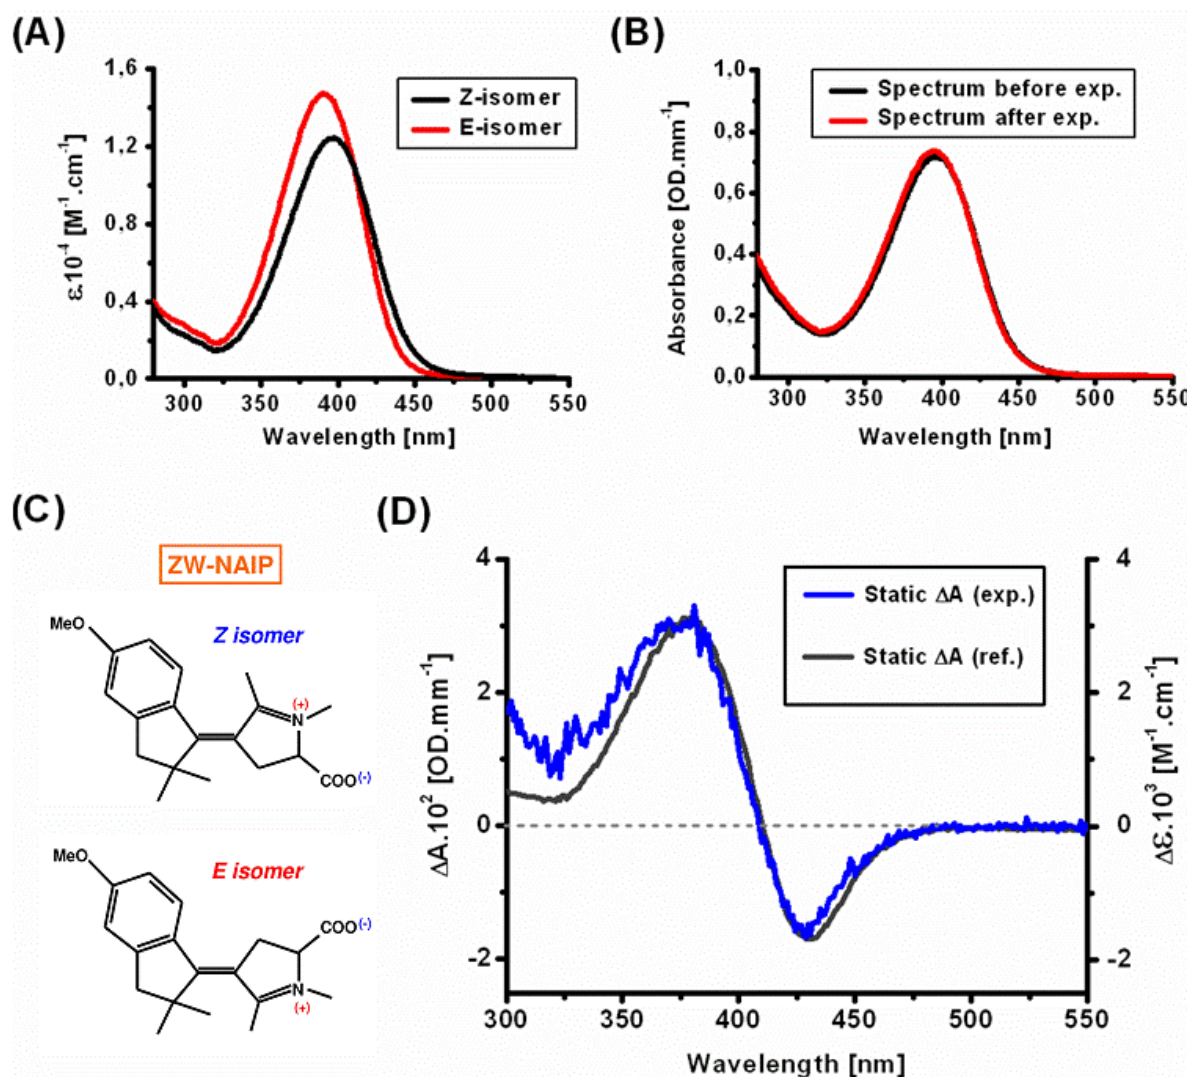 (A)
1,6
1,2
0,8
0,4
0,0
ε.10⁻⁴ [M⁻¹.cm⁻¹]
Z-isomer
E-isomer
300 350 400 450 500 550
Wavelength [nm]
(B)
1,0
0,8
0,6
0,4
0,2
0,0
Absorbance [OD.mm⁻¹]
Spectrum before exp.
Spectrum after exp.
300 350 400 450 500 550
Wavelength [nm]
(C)
ZW-NAIP
Z isomer
MeO
(+)
N
COO(-)
E isomer
MeO
COO(-)
N
(+)
(D)
4
2
0
-2
ΔA.10² [OD.mm⁻¹]
Static ΔA (exp.)
Static ΔA (ref.)
4
2
0
-2
Δε.10³ [M⁻¹.cm⁻¹]
300 350 400 450 500 550
Wavelength [nm]